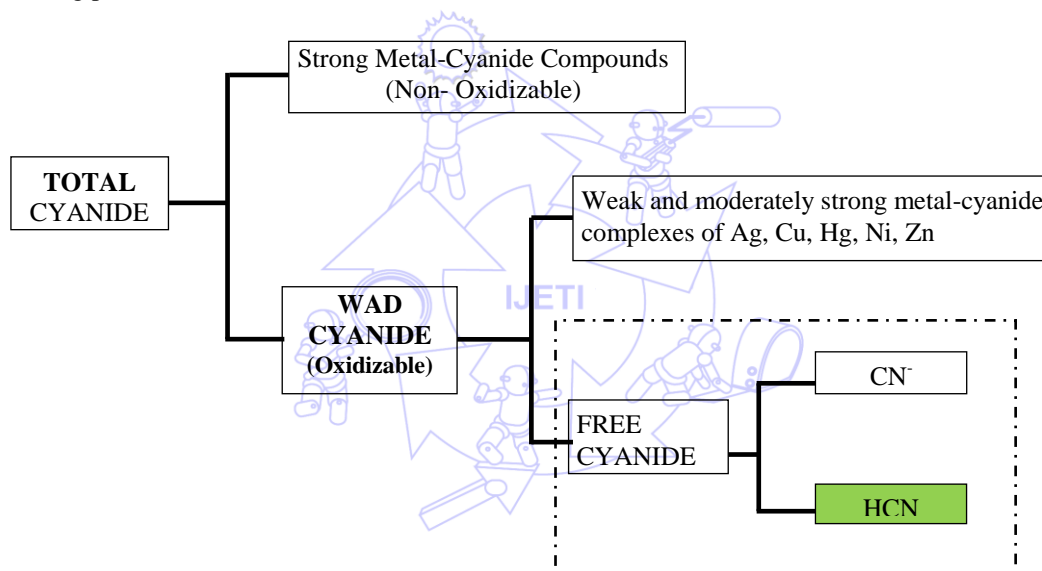 Strong Metal-Cyanide Compounds
(Non- Oxidizable)
TOTAL
CYANIDE
Weak and moderately strong metal-cyanide
complexes of Ag, Cu, Hg, Ni, Zn
WAD
CYANIDE
(Oxidizable)
IJETI
FREE
CYANIDE
CN⁻
HCN